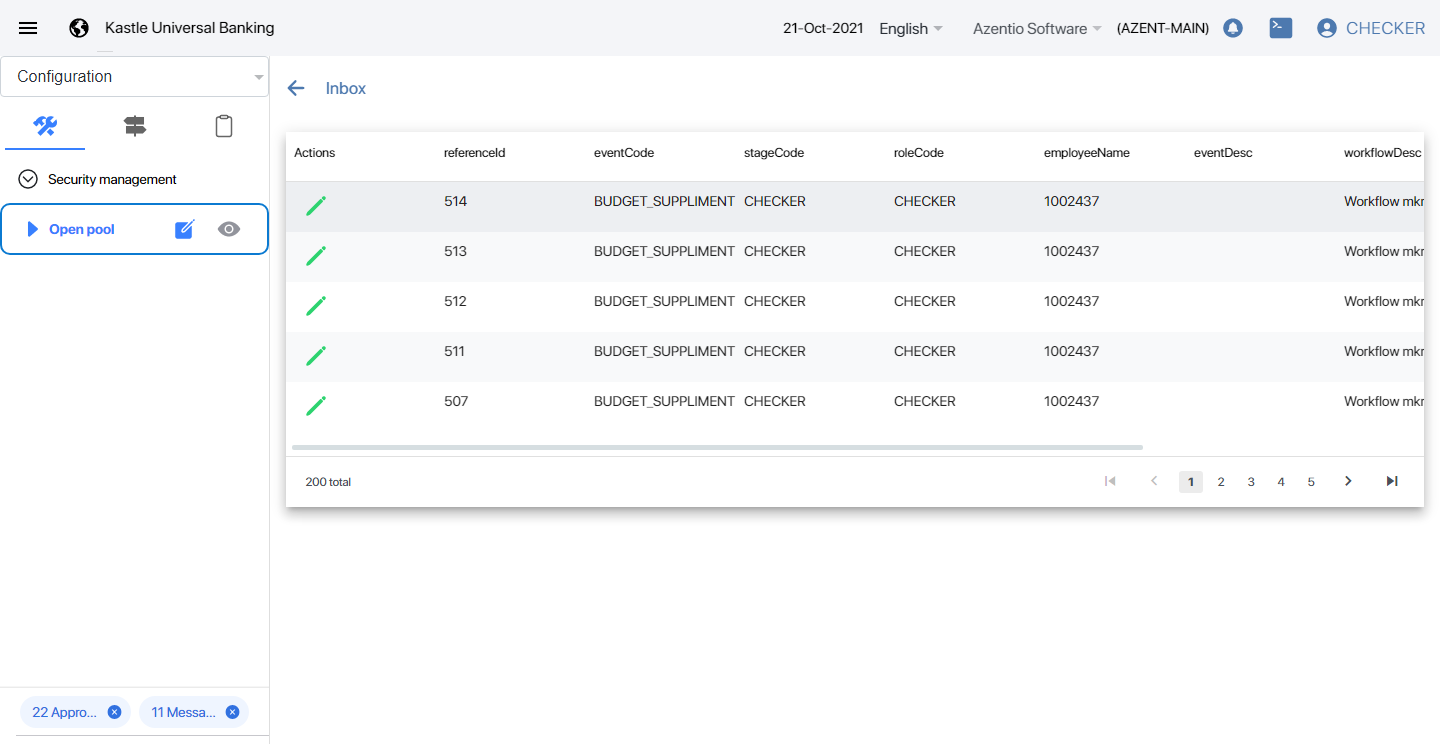 Kastle Universal Banking
21-Oct-2021 English Azentio Software (AZENT-MAIN) CHECKER
Configuration
Security management
Open pool
22 Appro...
11 Messa...
Inbox
Actions referenceId eventCode stageCode roleCode employeeName eventDesc workflowDesc
514 BUDGET_SUPPLIMENT CHECKER CHECKER 1002437 Workflow mkr
513 BUDGET_SUPPLIMENT CHECKER CHECKER 1002437 Workflow mkr
512 BUDGET_SUPPLIMENT CHECKER CHECKER 1002437 Workflow mkr
511 BUDGET_SUPPLIMENT CHECKER CHECKER 1002437 Workflow mkr
507 BUDGET_SUPPLIMENT CHECKER CHECKER 1002437 Workflow mkr
200 total 1 2 3 4 5